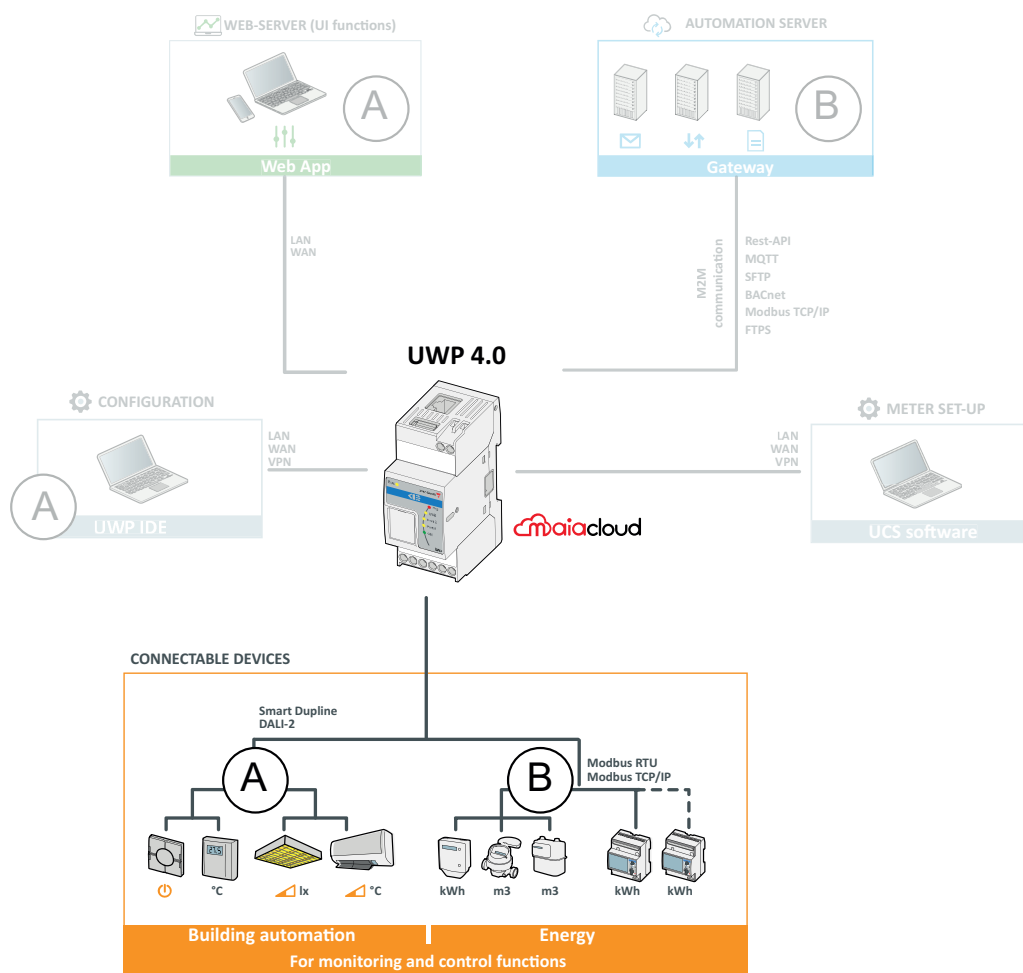 WEB-SERVER (UI functions)
A
Web App
AUTOMATION SERVER
B
Gateway
LAN
WAN
M2M
communication
Rest-API
MQTT
SFTP
BACnet
Modbus TCP/IP
FTPS
UWP 4.0
CONFIGURATION
A
UWP IDE
LAN
WAN
VPN
maiacloud
METER SET-UP
LAN
WAN
VPN
UCS software
CONNECTABLE DEVICES
Smart Dupline
DALI-2
A
B
Modbus RTU
Modbus TCP/IP
°C
lx
°C
kWh
m3
m3
kWh
kWh
Building automation
Energy
For monitoring and control functions